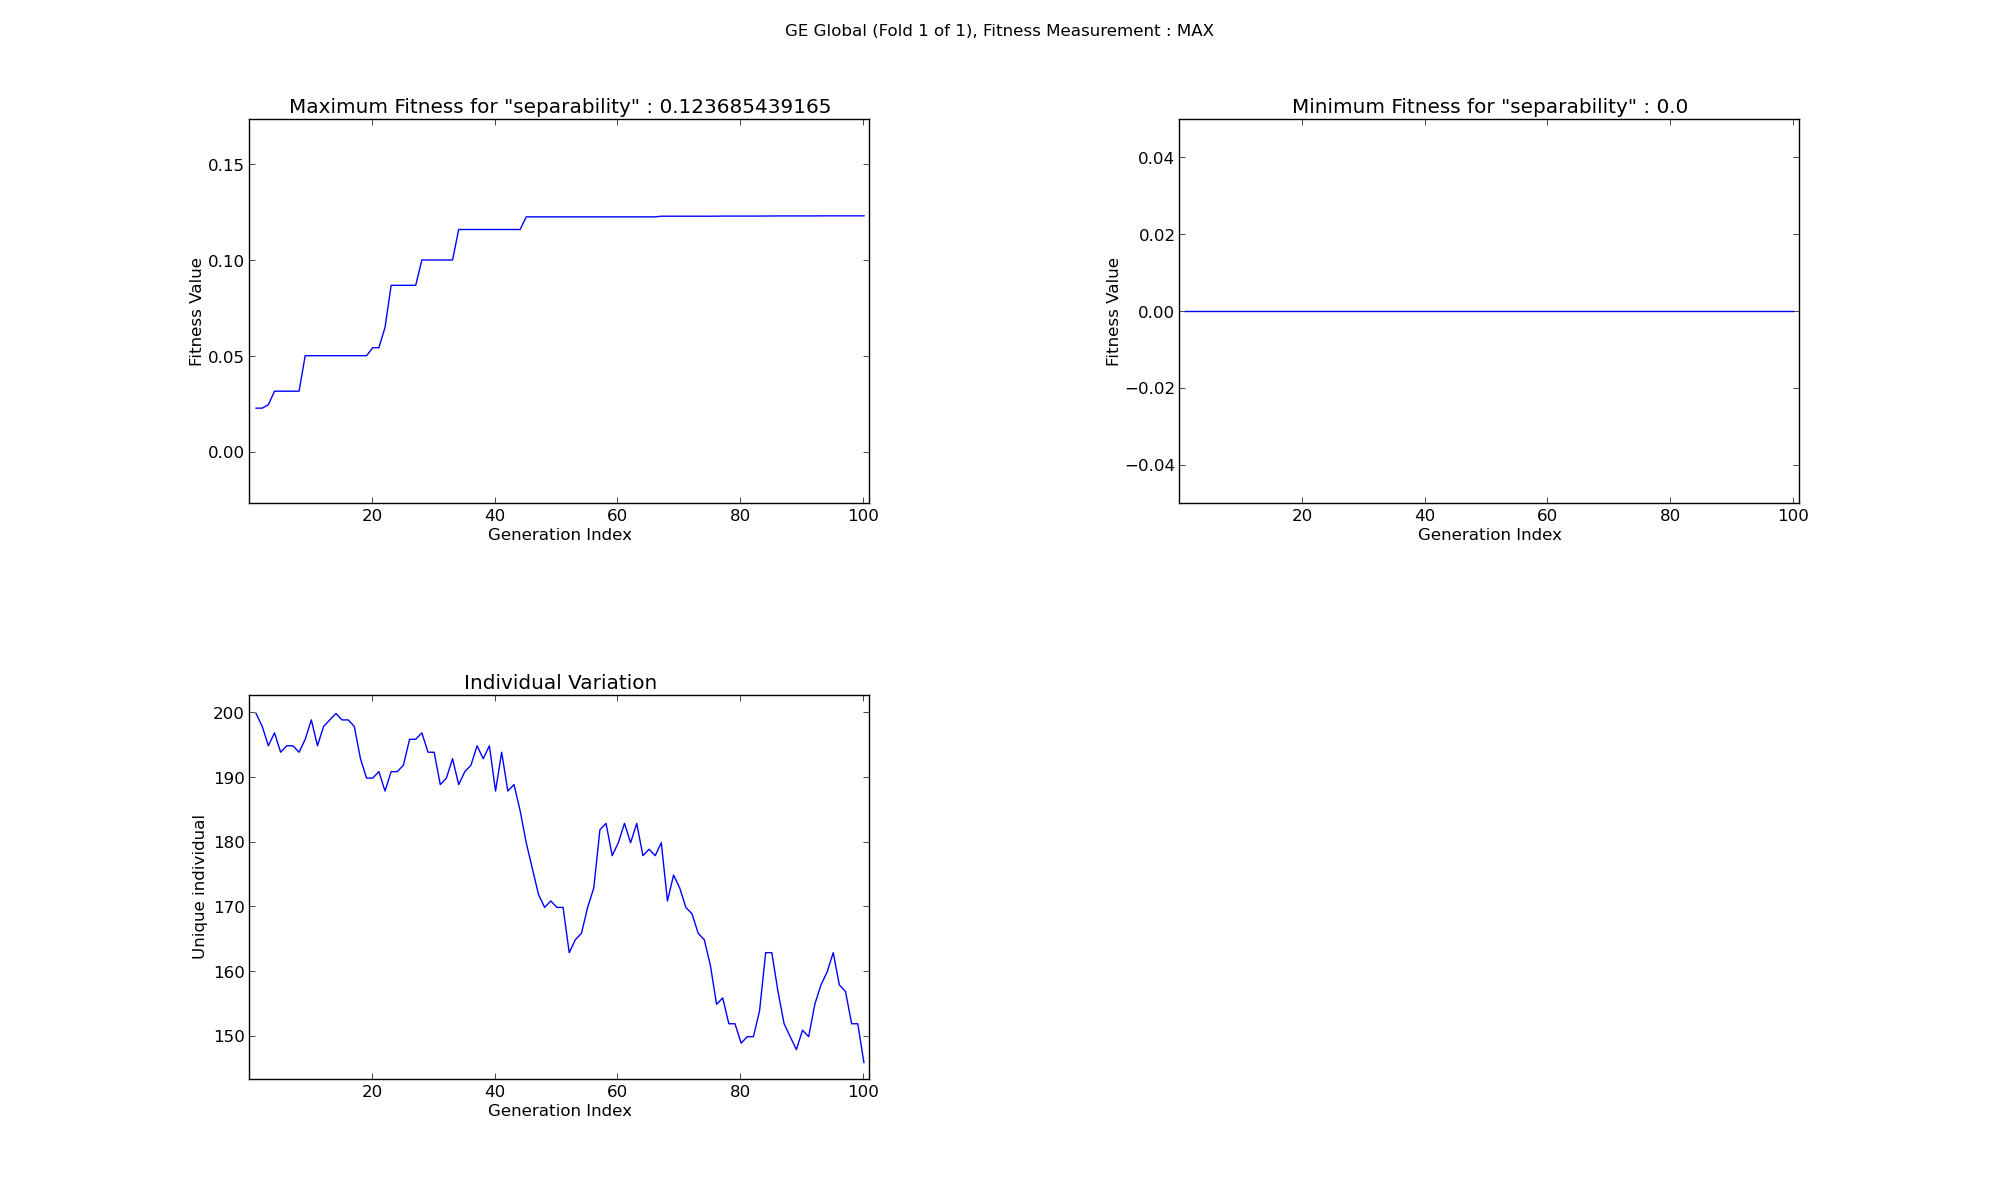 GE Global (Fold 1 of 1), Fitness Measurement : MAX
Maximum Fitness for "separability" : 0.123685439165
0.15
0.10
0.05
0.00
Fitness Value
20 40 60 80 100
Generation Index
Minimum Fitness for "separability" : 0.0
0.04
0.02
0.00
−0.02
−0.04
Fitness Value
20 40 60 80 100
Generation Index
Individual Variation
200
190
180
170
160
150
Unique individual
20 40 60 80 100
Generation Index